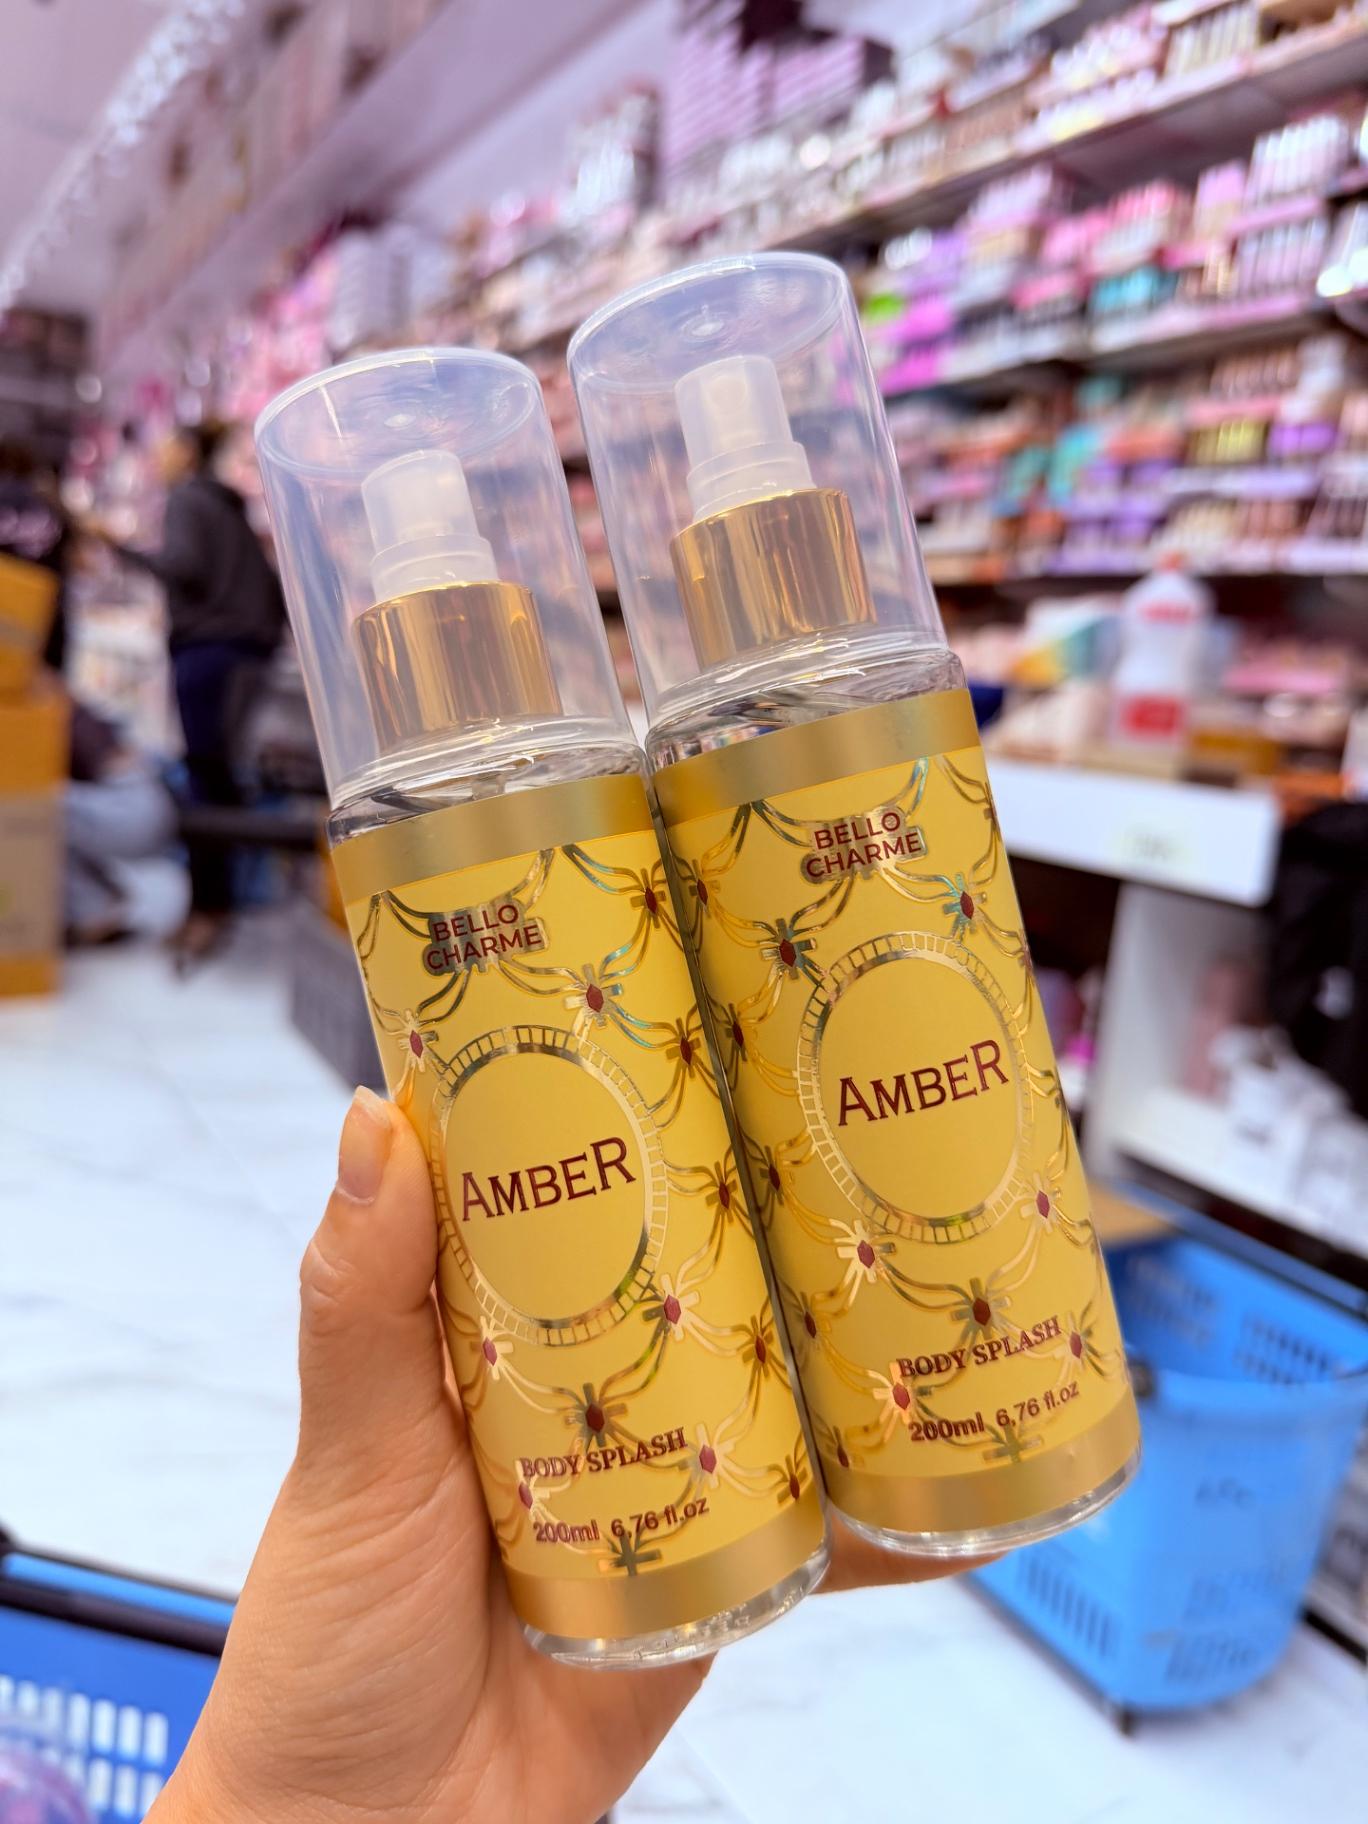 BELLO
CHARME
AMBER
BODY SPLASH
200ml 6,76 fl.oz
BELLO
CHARME
AMBER
BODY SPLASH
200ml 6,76 fl.oz